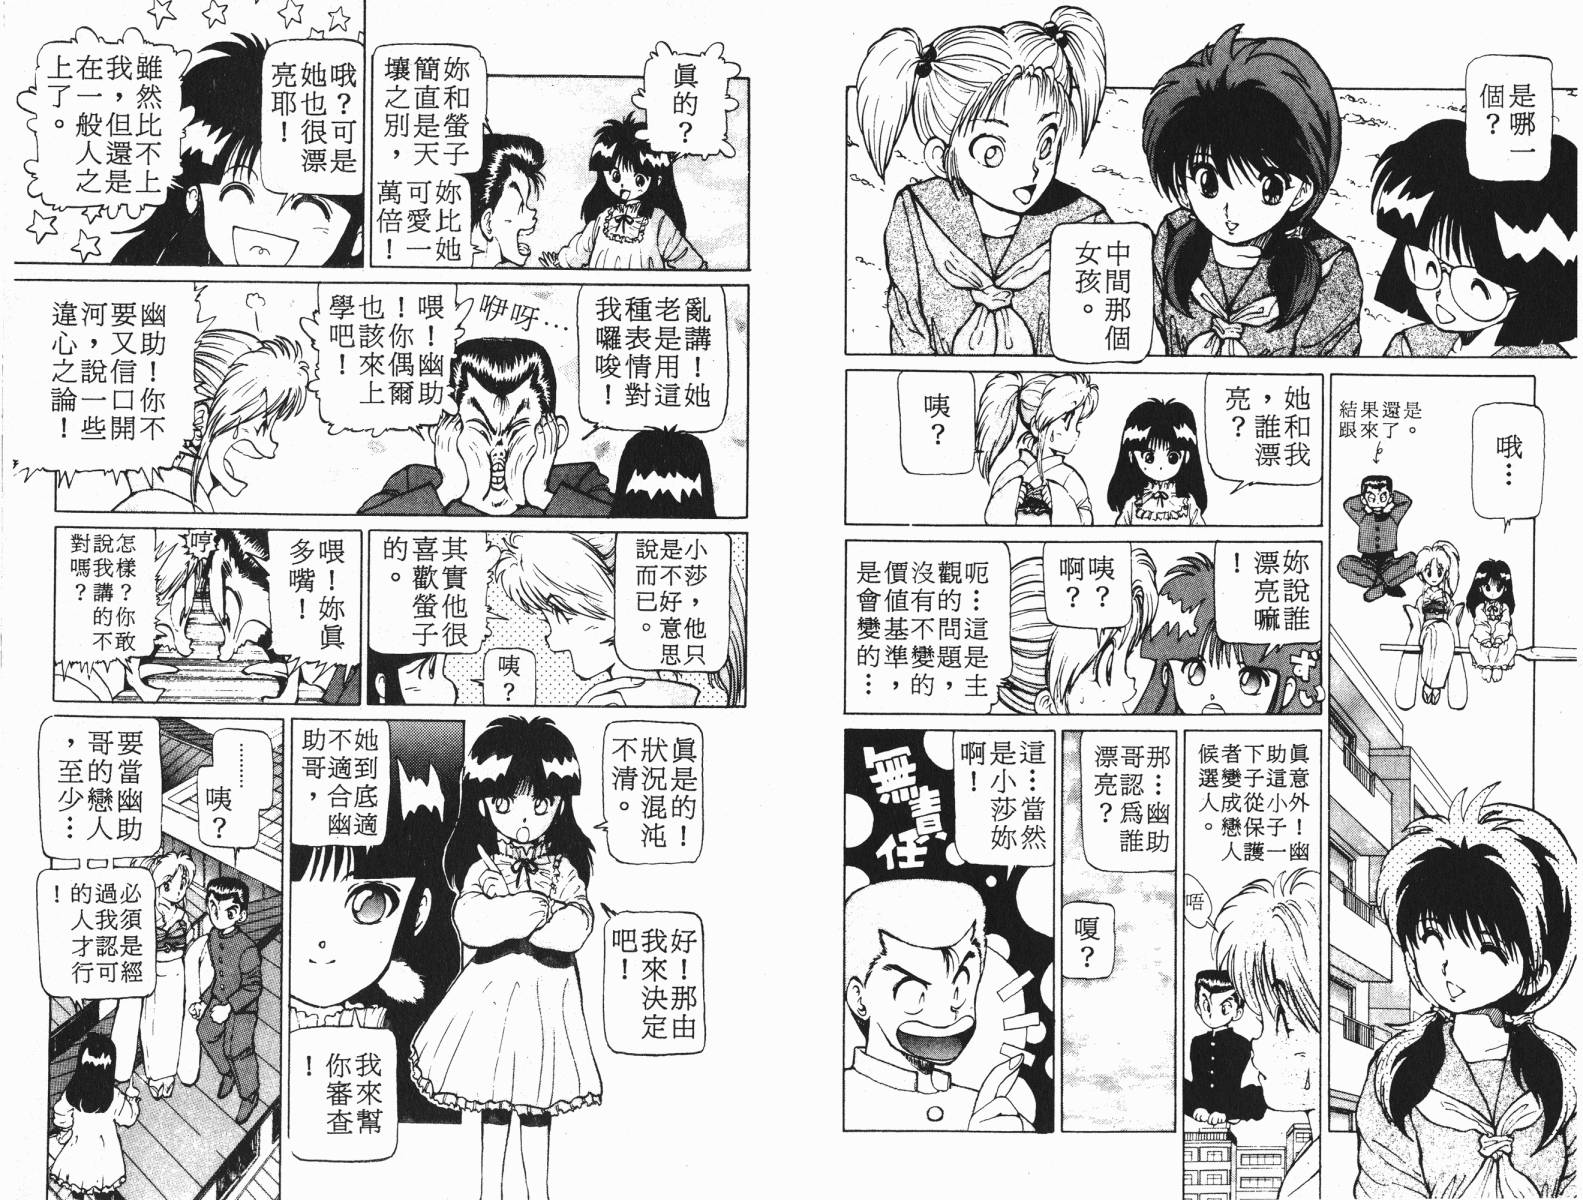 是哪一
個？
中間那個
女孩。
哦…
結果還是
跟來了。
她和我
，誰漂
亮？
咦？
妳說誰
漂亮嘛
！
咦？
啊？
呃…這是主
觀的問題，
沒有不變的
價值基準，
是會變的…
真意外！幽
助這小子一
下子從保護
者變成戀人
候選人。
唔
那…幽助
哥認為誰
漂亮？
嗄？
這…當然
是小莎妳
啊！
無責任
真的？
妳和螢子
簡直是天
壤之別，
妳比她
可愛一
萬倍！
哦？可是
她也很漂
亮耶！
雖然比不上
我，但還是
在一般人之
上了。
亂講！她
老是用這
種表情對
我囉唆！
咿呀…
喂！幽助
！你偶爾
也該來上
學吧！
幽助！你不
要又信口開
河，說一些
違心之論！
小莎，他只
是不好意思
說而已。
其實他很
喜歡螢子
的。
咦？
喂！妳真
多嘴！
哼
怎樣？你敢
說我講的不
對嗎？
真是的！
狀況混沌
不清。
好！那由
我來決定
吧！
她到底適
不適合幽
助哥，
我來幫
你審查
！
………
咦？
要當幽助
哥的戀人
，至少…
必須是經
過我認可
的人才行
！